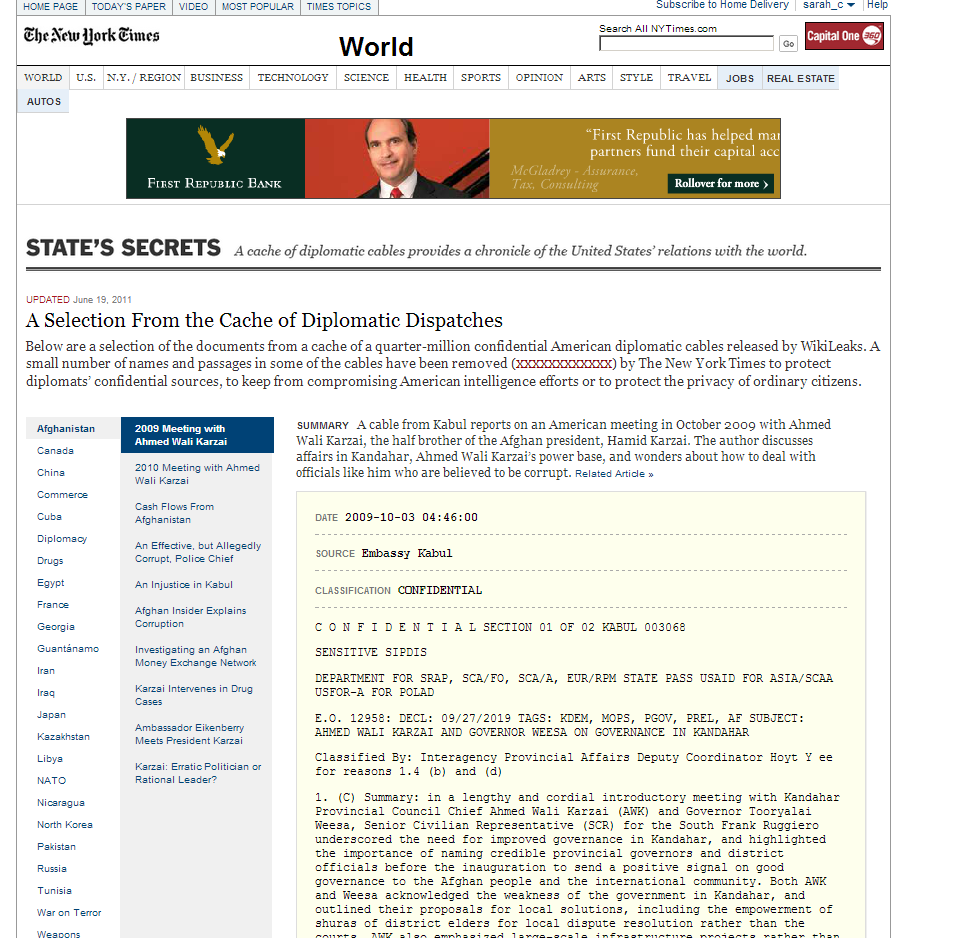 HOME PAGE TODAY'S PAPER VIDEO MOST POPULAR TIMES TOPICS
Subscribe to Home Delivery sarah_c Help
The New York Times
World
Search All NYTimes.com
Go
Capital One 360
WORLD U.S. N.Y. / REGION BUSINESS TECHNOLOGY SCIENCE HEALTH SPORTS OPINION ARTS STYLE TRAVEL JOBS REAL ESTATE
AUTOS
FIRST REPUBLIC BANK
“First Republic has helped mar
partners fund their capital acc
McGladrey - Assurance,
Tax, Consulting
Rollover for more ›
STATE'S SECRETS A cache of diplomatic cables provides a chronicle of the United States' relations with the world.
UPDATED June 19, 2011
A Selection From the Cache of Diplomatic Dispatches
Below are a selection of the documents from a cache of a quarter-million confidential American diplomatic cables released by WikiLeaks. A
small number of names and passages in some of the cables have been removed (XXXXXXXXXXXX) by The New York Times to protect
diplomats' confidential sources, to keep from compromising American intelligence efforts or to protect the privacy of ordinary citizens.
Afghanistan
Canada
China
Commerce
Cuba
Diplomacy
Drugs
Egypt
France
Georgia
Guantánamo
Iran
Iraq
Japan
Kazakhstan
Libya
NATO
Nicaragua
North Korea
Pakistan
Russia
Tunisia
War on Terror
Weapons
2009 Meeting with
Ahmed Wali Karzai
2010 Meeting with Ahmed
Wali Karzai
Cash Flows From
Afghanistan
An Effective, but Allegedly
Corrupt, Police Chief
An Injustice in Kabul
Afghan Insider Explains
Corruption
Investigating an Afghan
Money Exchange Network
Karzai Intervenes in Drug
Cases
Ambassador Eikenberry
Meets President Karzai
Karzai: Erratic Politician or
Rational Leader?
SUMMARY A cable from Kabul reports on an American meeting in October 2009 with Ahmed
Wali Karzai, the half brother of the Afghan president, Hamid Karzai. The author discusses
affairs in Kandahar, Ahmed Wali Karzai's power base, and wonders about how to deal with
officials like him who are believed to be corrupt. Related Article »
DATE 2009-10-03 04:46:00
SOURCE Embassy Kabul
CLASSIFICATION CONFIDENTIAL
C O N F I D E N T I A L SECTION 01 OF 02 KABUL 003068
SENSITIVE SIPDIS
DEPARTMENT FOR SRAP, SCA/FO, SCA/A, EUR/RPM STATE PASS USAID FOR ASIA/SCAA
USFOR-A FOR POLAD
E.O. 12958: DECL: 09/27/2019 TAGS: KDEM, MOPS, PGOV, PREL, AF SUBJECT:
AHMED WALI KARZAI AND GOVERNOR WEESA ON GOVERNANCE IN KANDAHAR
Classified By: Interagency Provincial Affairs Deputy Coordinator Hoyt Y ee
for reasons 1.4 (b) and (d)
1. (C) Summary: in a lengthy and cordial introductory meeting with Kandahar
Provincial Council Chief Ahmed Wali Karzai (AWK) and Governor Tooryalai
Weesa, Senior Civilian Representative (SCR) for the South Frank Ruggiero
underscored the need for improved governance in Kandahar, and highlighted
the importance of naming credible provincial governors and district
officials before the inauguration to send a positive signal on good
governance to the Afghan people and the international community. Both AWK
and Weesa acknowledged the weakness of the government in Kandahar, and
outlined their proposals for local solutions, including the empowerment of
shuras of district elders for local dispute resolution rather than the
courts. AWK also emphasized large-scale infrastructure projects rather than